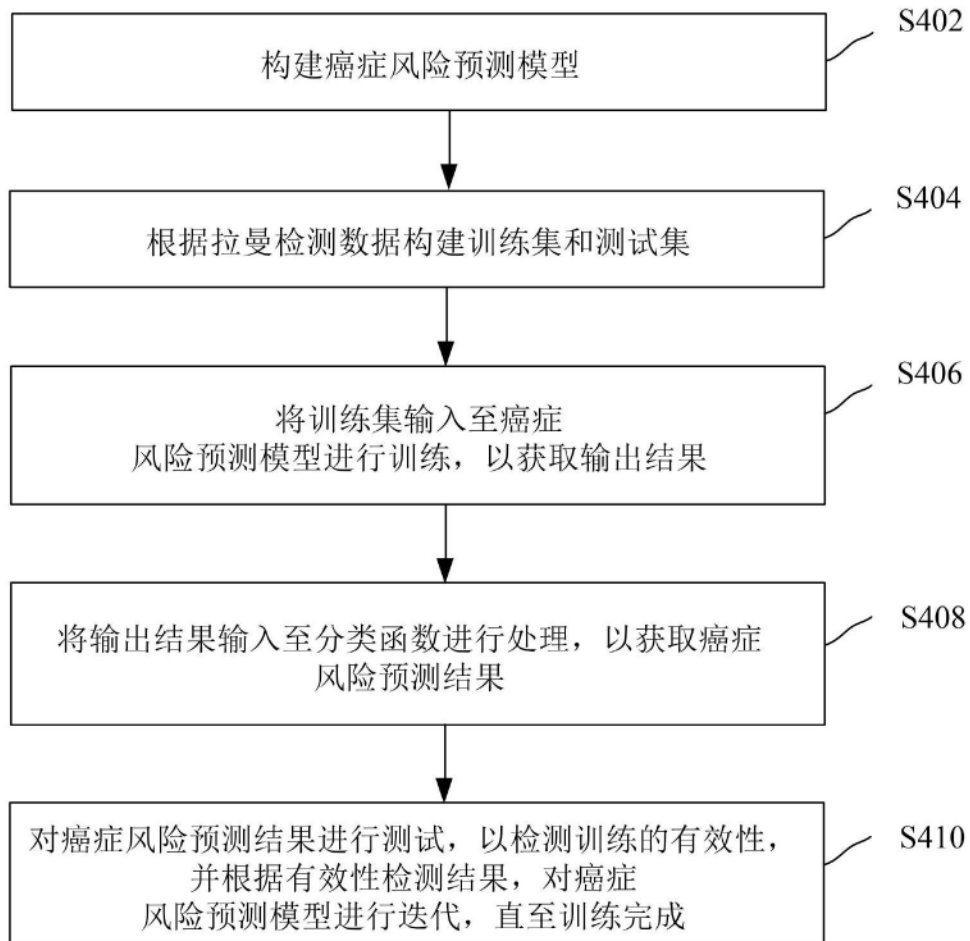 S402
构建癌症风险预测模型
S404
根据拉曼检测数据构建训练集和测试集
S406
将训练集输入至癌症
风险预测模型进行训练，以获取输出结果
S408
将输出结果输入至分类函数进行处理，以获取癌症
风险预测结果
S410
对癌症风险预测结果进行测试，以检测训练的有效性，
并根据有效性检测结果，对癌症
风险预测模型进行迭代，直至训练完成